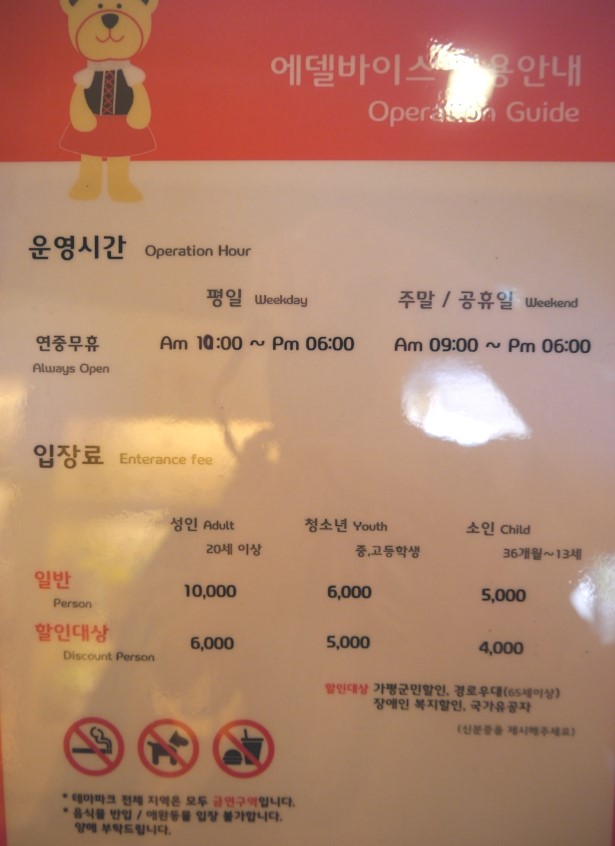 에델바이스 이용안내
Operation Guide
운영시간 Operation Hour
평일 Weekday 주말 / 공휴일 Weekend
연중무휴 Am 10:00 ~ Pm 06:00 Am 09:00 ~ Pm 06:00
Always Open
입장료 Enterance fee
성인 Adult 청소년 Youth 소인 Child
20세 이상 중,고등학생 36개월~13세
일반 10,000 6,000 5,000
Person
할인대상 6,000 5,000 4,000
Discount Person
할인대상 가평군민할인, 경로우대(65세이상)
장애인 복지할인, 국가유공자
(신분증을 제시해주세요)
* 테마파크 전체 지역은 모두 금연구역입니다.
* 음식물 반입 / 애완동물 입장 불가합니다.
양해 부탁드립니다.